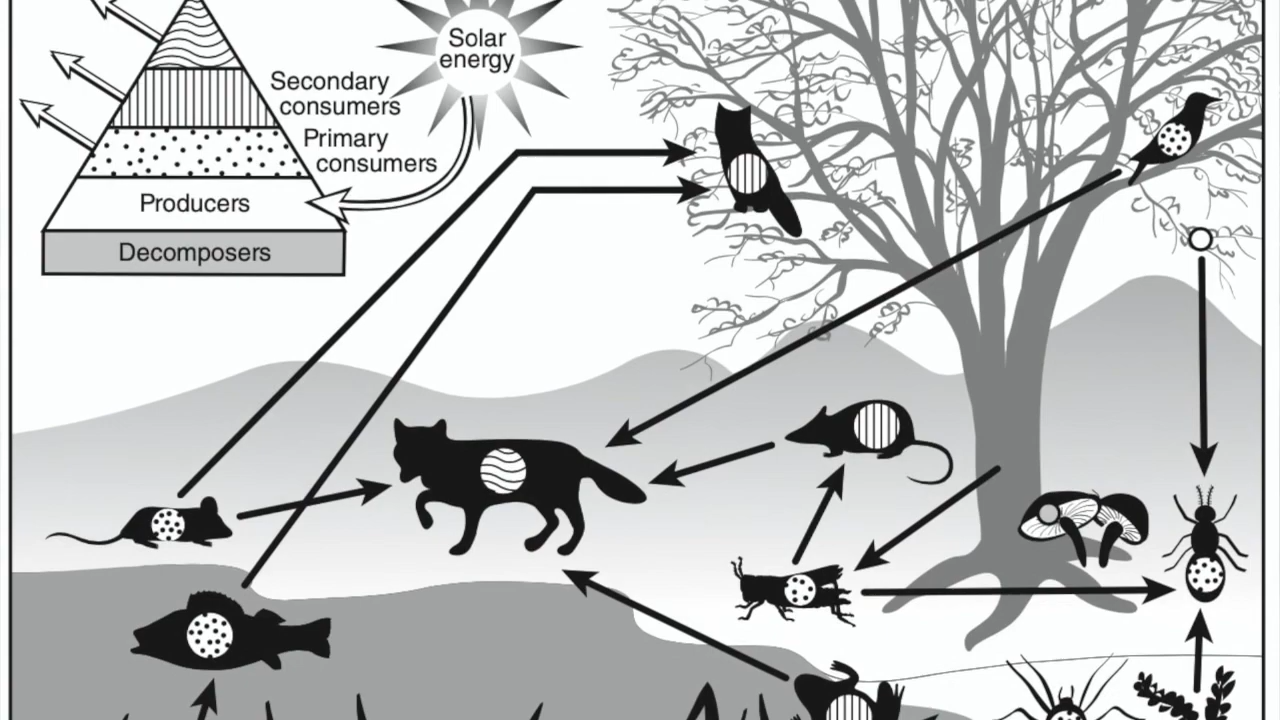 Solar
energy
Secondary
consumers
Primary
consumers
Producers
Decomposers